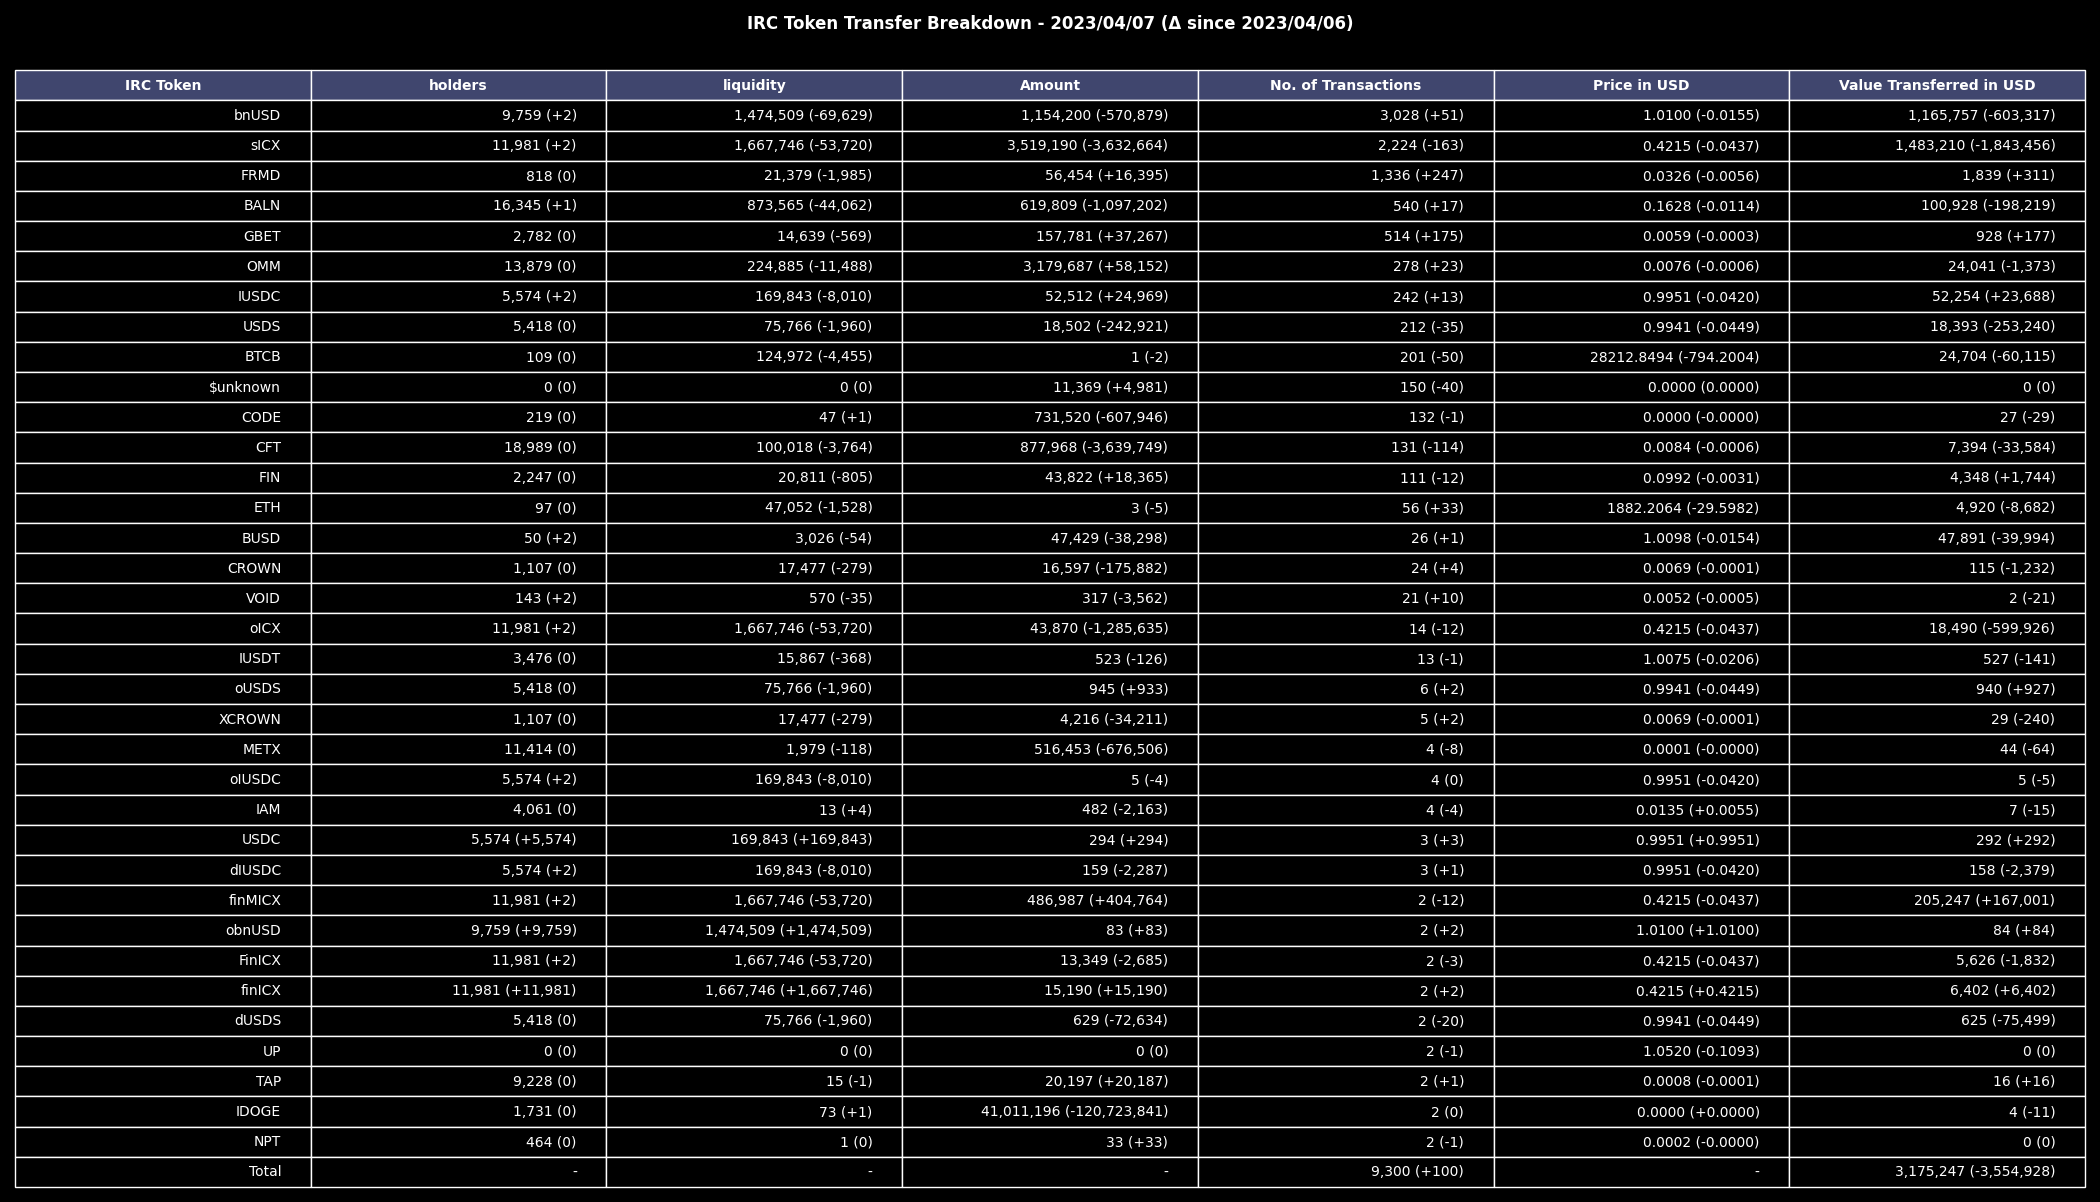 IRC Token Transfer Breakdown - 2023/04/07 (Δ since 2023/04/06)
IRC Token holders liquidity Amount No. of Transactions Price in USD Value Transferred in USD
bnUSD 9,759 (+2) 1,474,509 (-69,629) 1,154,200 (-570,879) 3,028 (+51) 1.0100 (-0.0155) 1,165,757 (-603,317)
sICX 11,981 (+2) 1,667,746 (-53,720) 3,519,190 (-3,632,664) 2,224 (-163) 0.4215 (-0.0437) 1,483,210 (-1,843,456)
FRMD 818 (0) 21,379 (-1,985) 56,454 (+16,395) 1,336 (+247) 0.0326 (-0.0056) 1,839 (+311)
BALN 16,345 (+1) 873,565 (-44,062) 619,809 (-1,097,202) 540 (+17) 0.1628 (-0.0114) 100,928 (-198,219)
GBET 2,782 (0) 14,639 (-569) 157,781 (+37,267) 514 (+175) 0.0059 (-0.0003) 928 (+177)
OMM 13,879 (0) 224,885 (-11,488) 3,179,687 (+58,152) 278 (+23) 0.0076 (-0.0006) 24,041 (-1,373)
IUSDC 5,574 (+2) 169,843 (-8,010) 52,512 (+24,969) 242 (+13) 0.9951 (-0.0420) 52,254 (+23,688)
USDS 5,418 (0) 75,766 (-1,960) 18,502 (-242,921) 212 (-35) 0.9941 (-0.0449) 18,393 (-253,240)
BTCB 109 (0) 124,972 (-4,455) 1 (-2) 201 (-50) 28212.8494 (-794.2004) 24,704 (-60,115)
$unknown 0 (0) 0 (0) 11,369 (+4,981) 150 (-40) 0.0000 (0.0000) 0 (0)
CODE 219 (0) 47 (+1) 731,520 (-607,946) 132 (-1) 0.0000 (-0.0000) 27 (-29)
CFT 18,989 (0) 100,018 (-3,764) 877,968 (-3,639,749) 131 (-114) 0.0084 (-0.0006) 7,394 (-33,584)
FIN 2,247 (0) 20,811 (-805) 43,822 (+18,365) 111 (-12) 0.0992 (-0.0031) 4,348 (+1,744)
ETH 97 (0) 47,052 (-1,528) 3 (-5) 56 (+33) 1882.2064 (-29.5982) 4,920 (-8,682)
BUSD 50 (+2) 3,026 (-54) 47,429 (-38,298) 26 (+1) 1.0098 (-0.0154) 47,891 (-39,994)
CROWN 1,107 (0) 17,477 (-279) 16,597 (-175,882) 24 (+4) 0.0069 (-0.0001) 115 (-1,232)
VOID 143 (+2) 570 (-35) 317 (-3,562) 21 (+10) 0.0052 (-0.0005) 2 (-21)
oICX 11,981 (+2) 1,667,746 (-53,720) 43,870 (-1,285,635) 14 (-12) 0.4215 (-0.0437) 18,490 (-599,926)
IUSDT 3,476 (0) 15,867 (-368) 523 (-126) 13 (-1) 1.0075 (-0.0206) 527 (-141)
oUSDS 5,418 (0) 75,766 (-1,960) 945 (+933) 6 (+2) 0.9941 (-0.0449) 940 (+927)
XCROWN 1,107 (0) 17,477 (-279) 4,216 (-34,211) 5 (+2) 0.0069 (-0.0001) 29 (-240)
METX 11,414 (0) 1,979 (-118) 516,453 (-676,506) 4 (-8) 0.0001 (-0.0000) 44 (-64)
oIUSDC 5,574 (+2) 169,843 (-8,010) 5 (-4) 4 (0) 0.9951 (-0.0420) 5 (-5)
IAM 4,061 (0) 13 (+4) 482 (-2,163) 4 (-4) 0.0135 (+0.0055) 7 (-15)
USDC 5,574 (+5,574) 169,843 (+169,843) 294 (+294) 3 (+3) 0.9951 (+0.9951) 292 (+292)
dIUSDC 5,574 (+2) 169,843 (-8,010) 159 (-2,287) 3 (+1) 0.9951 (-0.0420) 158 (-2,379)
finMICX 11,981 (+2) 1,667,746 (-53,720) 486,987 (+404,764) 2 (-12) 0.4215 (-0.0437) 205,247 (+167,001)
obnUSD 9,759 (+9,759) 1,474,509 (+1,474,509) 83 (+83) 2 (+2) 1.0100 (+1.0100) 84 (+84)
FinICX 11,981 (+2) 1,667,746 (-53,720) 13,349 (-2,685) 2 (-3) 0.4215 (-0.0437) 5,626 (-1,832)
finICX 11,981 (+11,981) 1,667,746 (+1,667,746) 15,190 (+15,190) 2 (+2) 0.4215 (+0.4215) 6,402 (+6,402)
dUSDS 5,418 (0) 75,766 (-1,960) 629 (-72,634) 2 (-20) 0.9941 (-0.0449) 625 (-75,499)
UP 0 (0) 0 (0) 0 (0) 2 (-1) 1.0520 (-0.1093) 0 (0)
TAP 9,228 (0) 15 (-1) 20,197 (+20,187) 2 (+1) 0.0008 (-0.0001) 16 (+16)
IDOGE 1,731 (0) 73 (+1) 41,011,196 (-120,723,841) 2 (0) 0.0000 (+0.0000) 4 (-11)
NPT 464 (0) 1 (0) 33 (+33) 2 (-1) 0.0002 (-0.0000) 0 (0)
Total - - - 9,300 (+100) - 3,175,247 (-3,554,928)